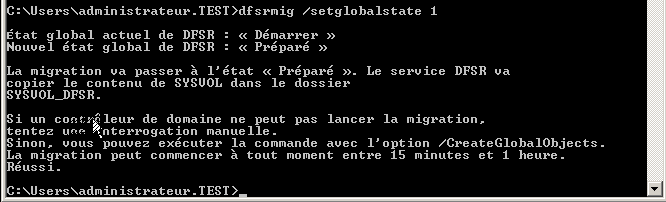 C:\Users\administrateur.TEST>dfsrmig /setglobalstate 1
État global actuel de DFSR : « Démarrer »
Nouvel état global de DFSR : « Préparé »
La migration va passer à l'état « Préparé ». Le service DFSR va
copier le contenu de SYSVOL dans le dossier
SYSVOL_DFSR.
Si un contrôleur de domaine ne peut pas lancer la migration,
tentez une interrogation manuelle.
Sinon, vous pouvez exécuter la commande avec l'option /CreateGlobalObjects.
La migration peut commencer à tout moment entre 15 minutes et 1 heure.
Réussi.
C:\Users\administrateur.TEST>_